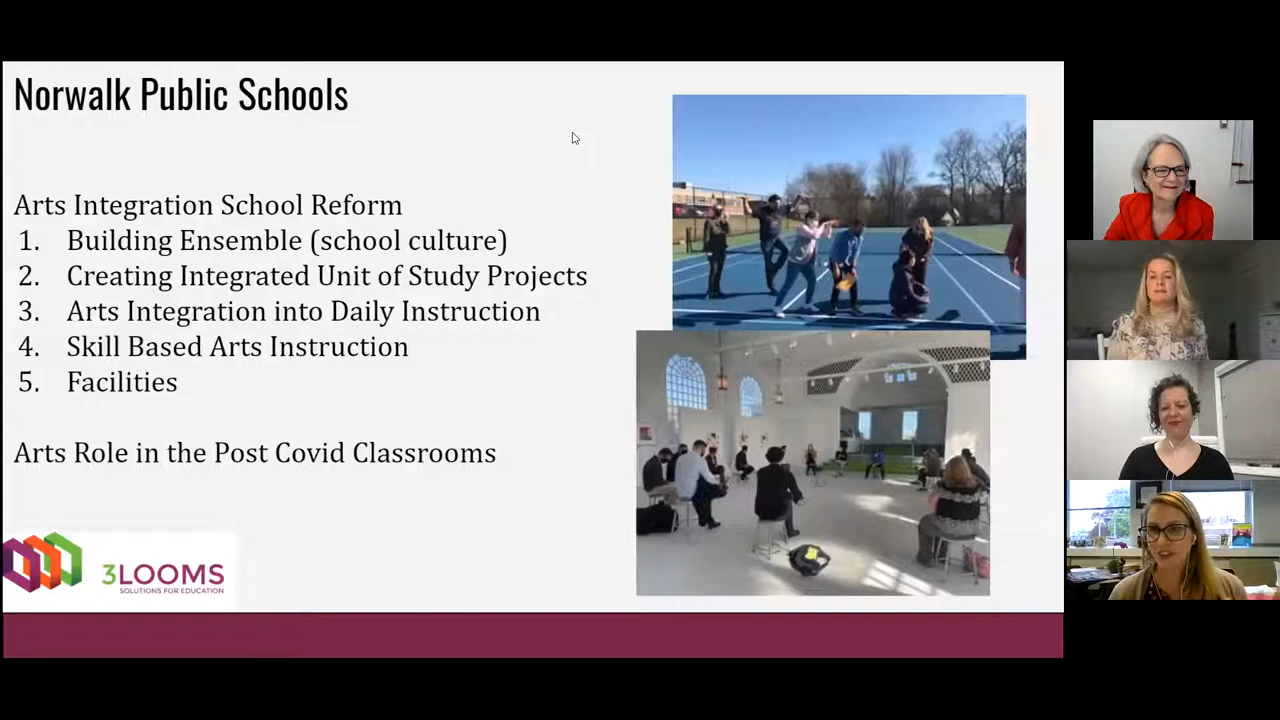 Norwalk Public Schools
Arts Integration School Reform
1. Building Ensemble (school culture)
2. Creating Integrated Unit of Study Projects
3. Arts Integration into Daily Instruction
4. Skill Based Arts Instruction
5. Facilities
Arts Role in the Post Covid Classrooms
3LOOMS
SOLUTIONS FOR EDUCATION